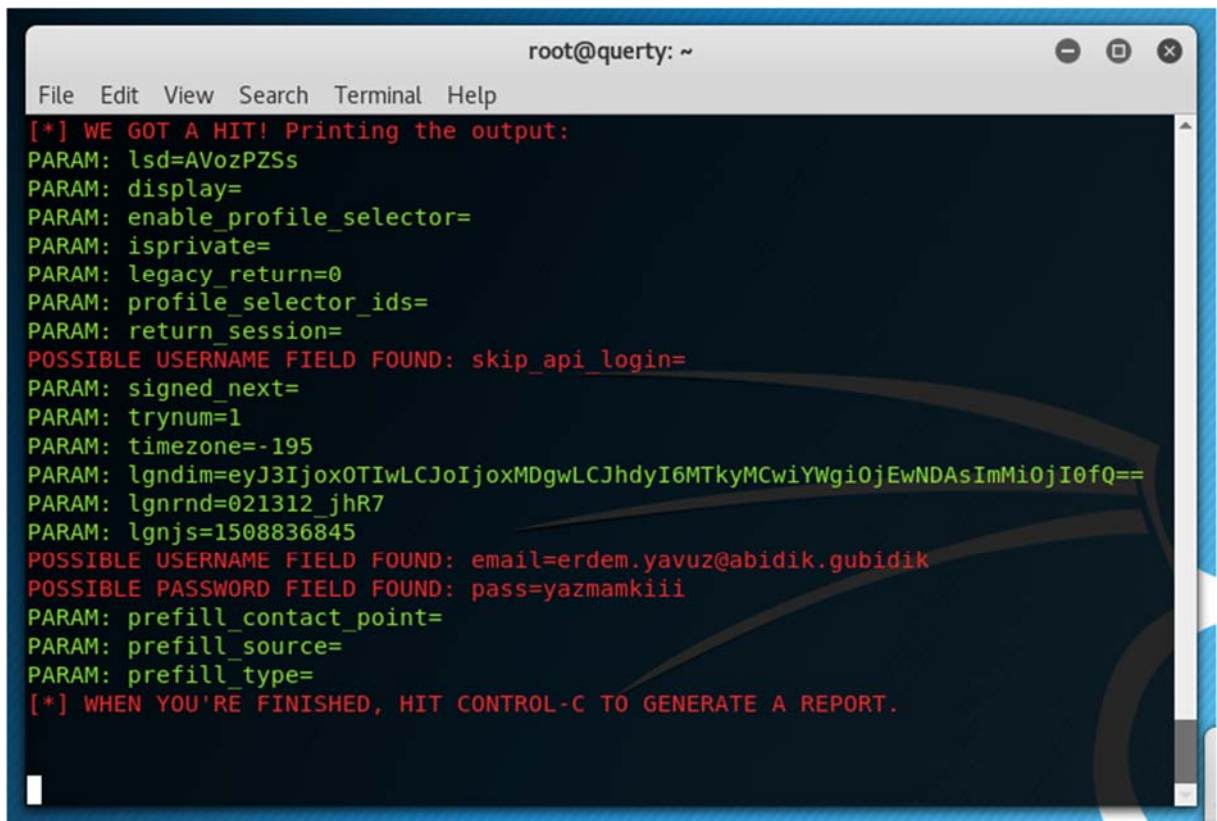 root@querty: ~
File Edit View Search Terminal Help
[*] WE GOT A HIT! Printing the output:
PARAM: lsd=AVozPZSs
PARAM: display=
PARAM: enable_profile_selector=
PARAM: isprivate=
PARAM: legacy_return=0
PARAM: profile_selector_ids=
PARAM: return_session=
POSSIBLE USERNAME FIELD FOUND: skip_api_login=
PARAM: signed_next=
PARAM: trynum=1
PARAM: timezone=-195
PARAM: lgndim=eyJ3IjoxOTIwLCJoIjoxMDgwLCJhdyI6MTkyMCwiYWgiOjEwNDAsImMiOjI0fQ==
PARAM: lgnrnd=021312_jhR7
PARAM: lgnjs=1508836845
POSSIBLE USERNAME FIELD FOUND: email=erdem.yavuz@abidik.gubidik
POSSIBLE PASSWORD FIELD FOUND: pass=yazmamkiii
PARAM: prefill_contact_point=
PARAM: prefill_source=
PARAM: prefill_type=
[*] WHEN YOU'RE FINISHED, HIT CONTROL-C TO GENERATE A REPORT.